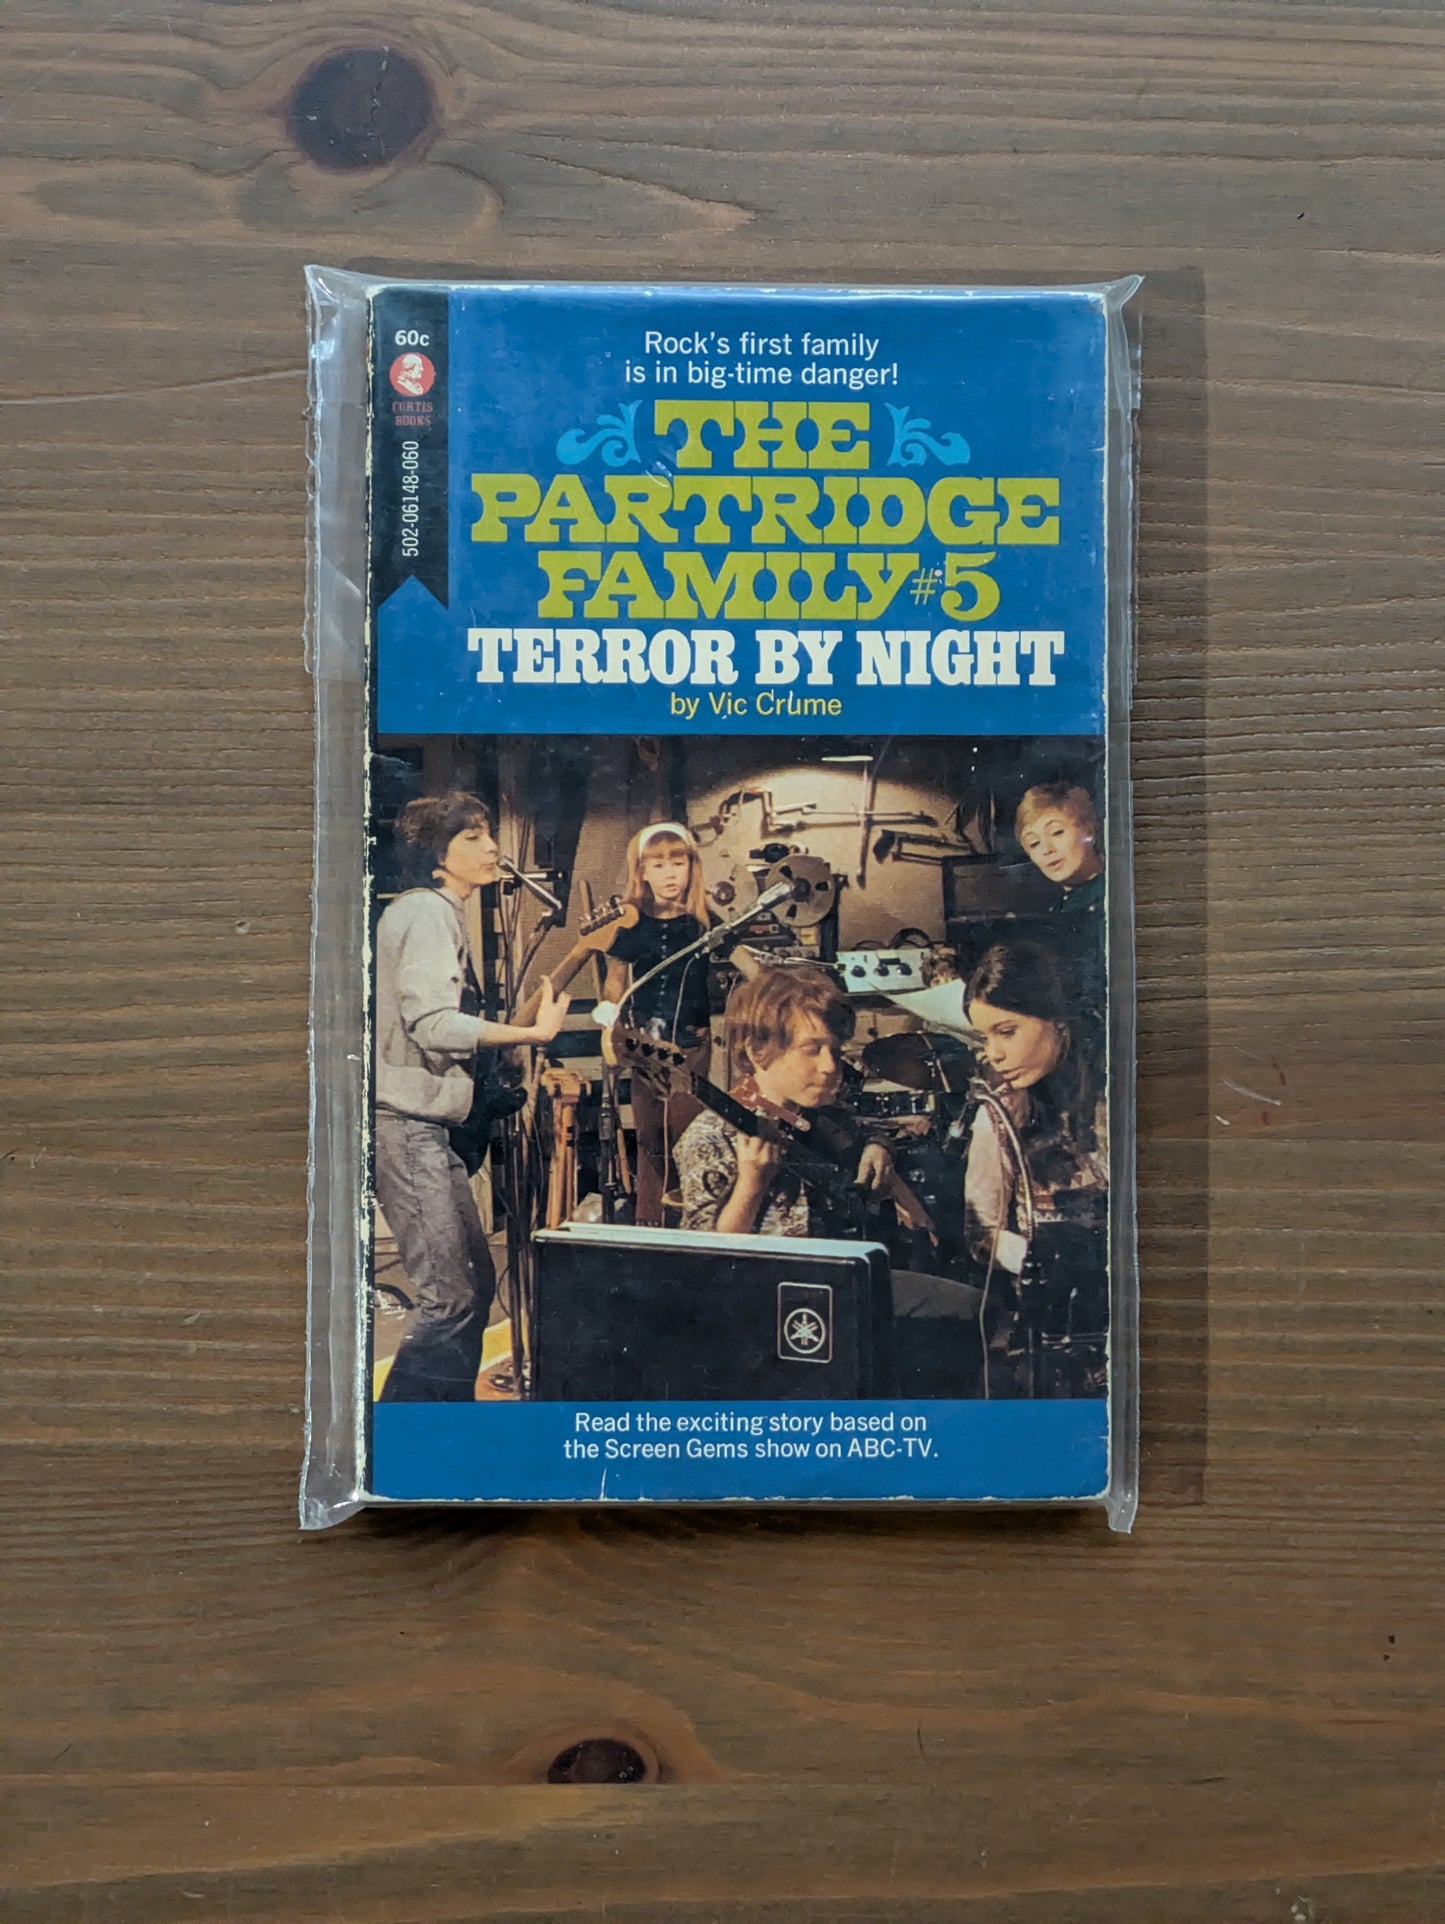 60c
CURTIS
BOOKS
502-06148-060
Rock's first family
is in big-time danger!
THE
PARTRIDGE
FAMILY #5
TERROR BY NIGHT
by Vic Crume
Read the exciting story based on
the Screen Gems show on ABC-TV.